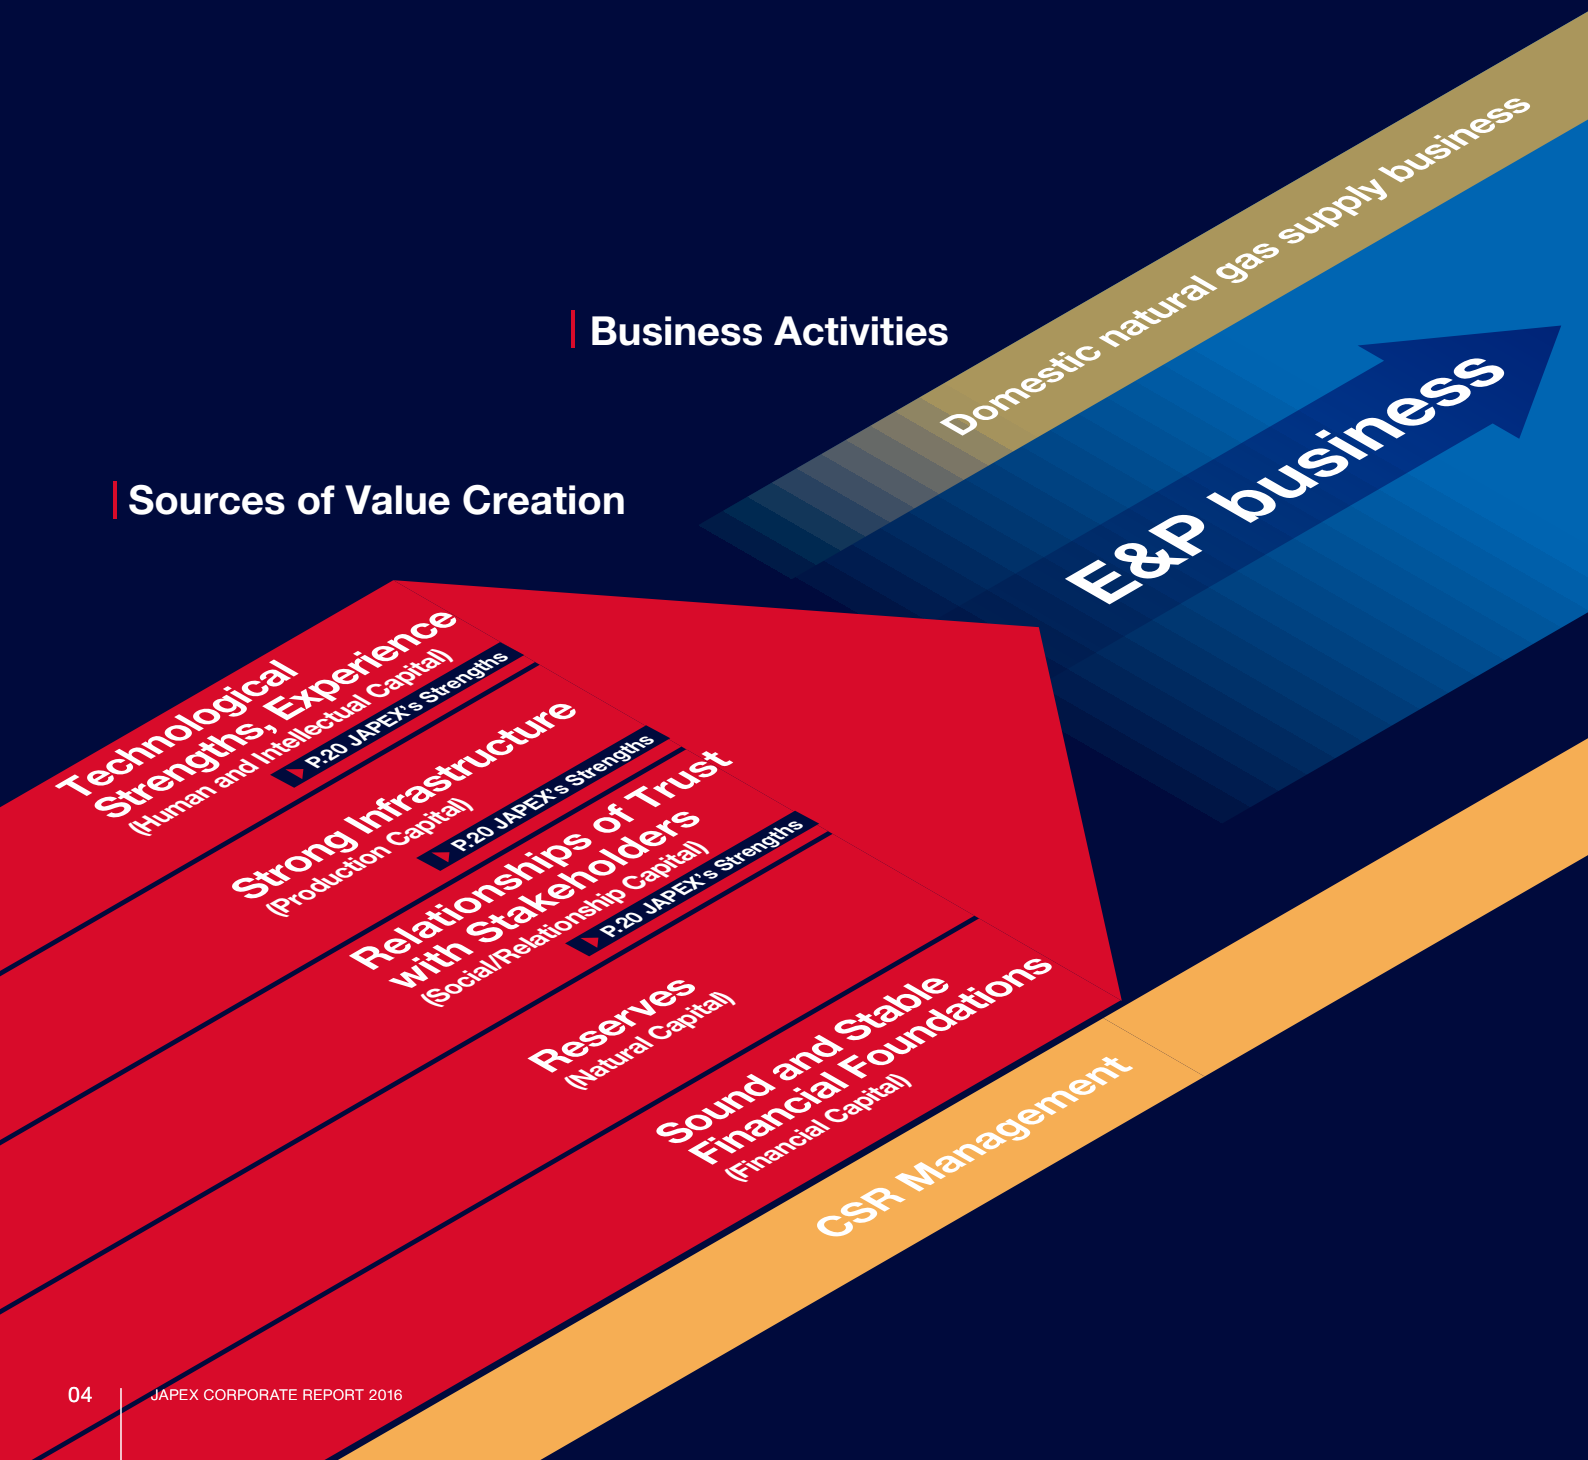 Business Activities
Domestic natural gas supply business
E&P business
Sources of Value Creation
Technological
Strengths, Experience
(Human and Intellectual Capital)
P.20 JAPEX's Strengths
Strong Infrastructure
(Production Capital)
P.20 JAPEX's Strengths
Relationships of Trust
with Stakeholders
(Social/Relationship Capital)
P.20 JAPEX's Strengths
Reserves
(Natural Capital)
Sound and Stable
Financial Foundations
(Financial Capital)
CSR Management
04
JAPEX CORPORATE REPORT 2016